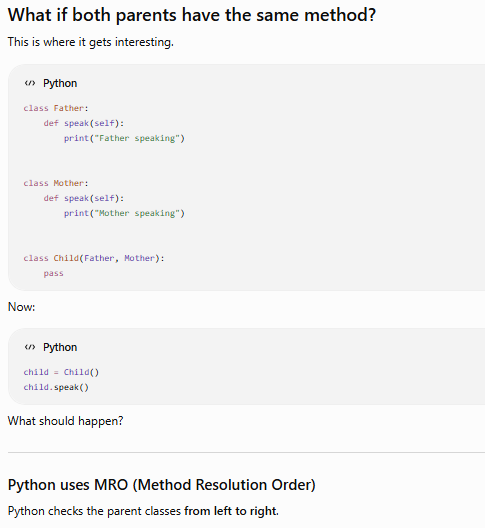 What if both parents have the same method?
This is where it gets interesting.
</> Python
class Father:
    def speak(self):
        print("Father speaking")
class Mother:
    def speak(self):
        print("Mother speaking")
class Child(Father, Mother):
    pass
Now:
</> Python
child = Child()
child.speak()
What should happen?
Python uses MRO (Method Resolution Order)
Python checks the parent classes from left to right.